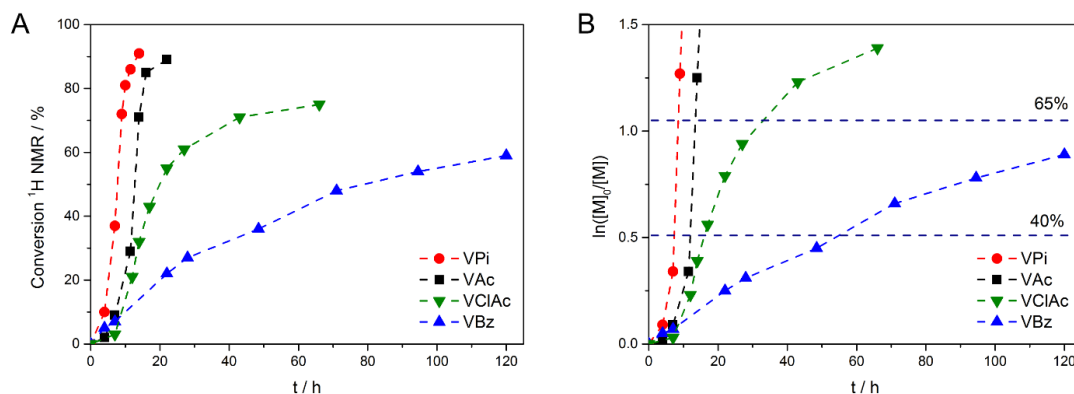 A
Conversion ¹H NMR / %
100
80
60
40
20
0
VPi
VAc
VClAc
VBz
0 20 40 60 80 100 120
t / h
B
ln([M]₀/[M])
1.5
1.0
0.5
0.0
65%
40%
VPi
VAc
VClAc
VBz
0 20 40 60 80 100 120
t / h